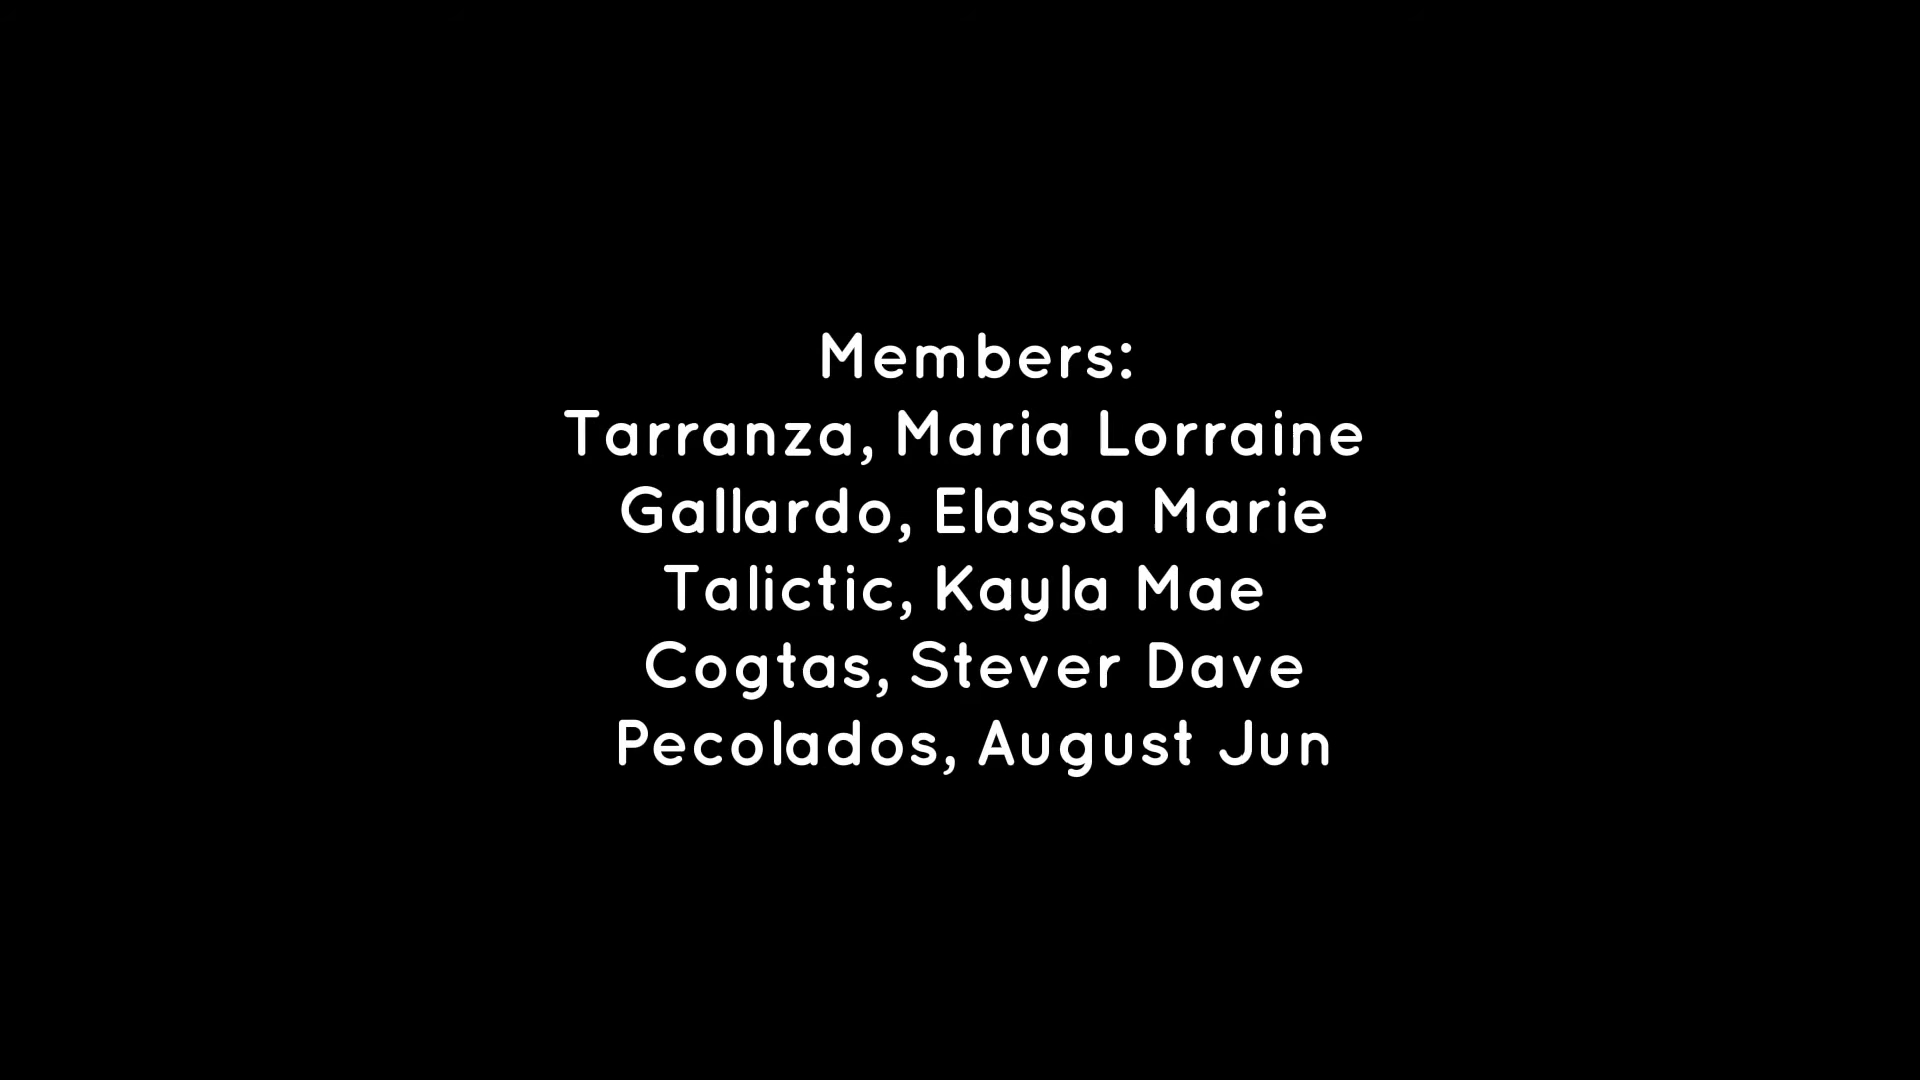 Members:
Tarranza, Maria Lorraine
Gallardo, Elassa Marie
Talictic, Kayla Mae
Cogtas, Stever Dave
Pecolados, August Jun